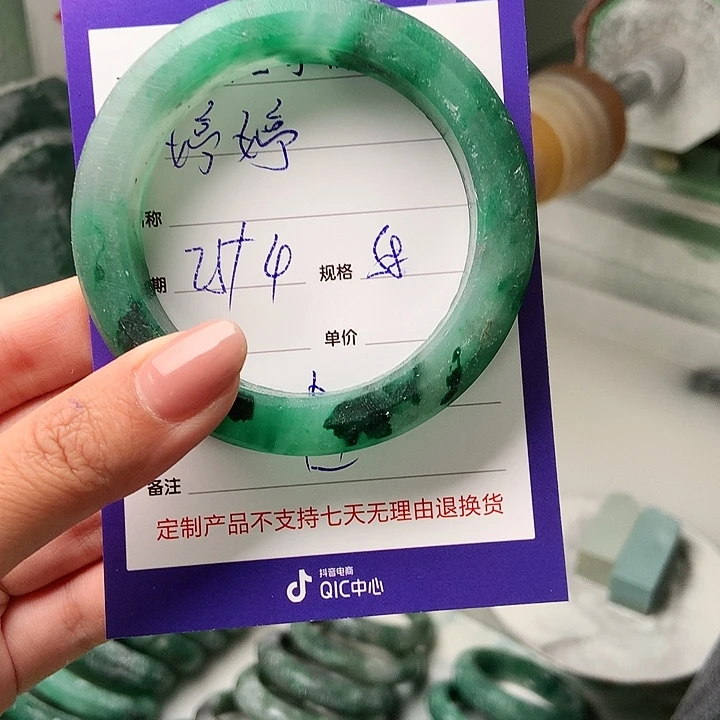 婷婷
称
期 规格
单价
备注
定制产品不支持七天无理由退换货
抖音电商
QIC中心